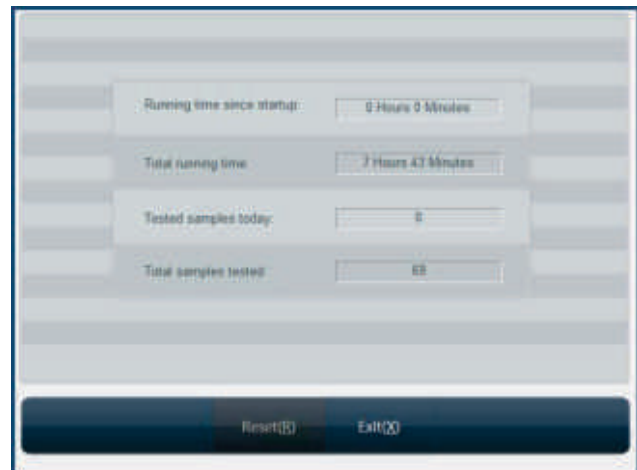 Running time since startup: 0 Hours 0 Minutes
Total running time: 7 Hours 43 Minutes
Tested samples today: 0
Total samples tested:
Reset(R) Exit(X)